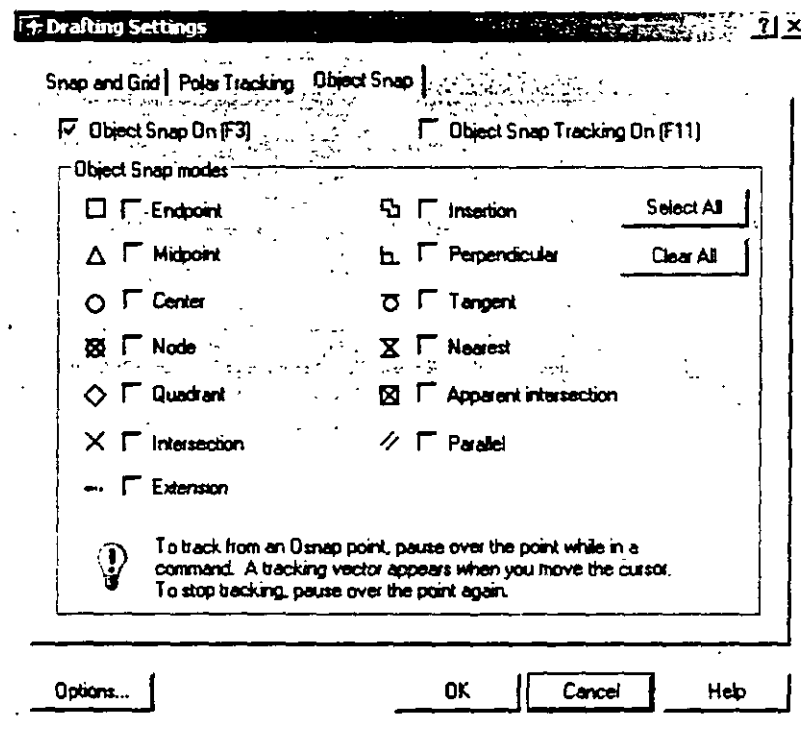 Drafting Settings
? ×
Snap and Grid Polar Tracking Object Snap
Object Snap On (F3) Object Snap Tracking On (F11)
Object Snap modes
Endpoint Insertion Select All
Midpoint Perpendicular Clear All
Center Tangent
Node Nearest
Quadrant Apparent intersection
Intersection Parallel
Extension
To track from an Osnap point, pause over the point while in a
command. A tracking vector appears when you move the cursor.
To stop tracking, pause over the point again.
Options... OK Cancel Help